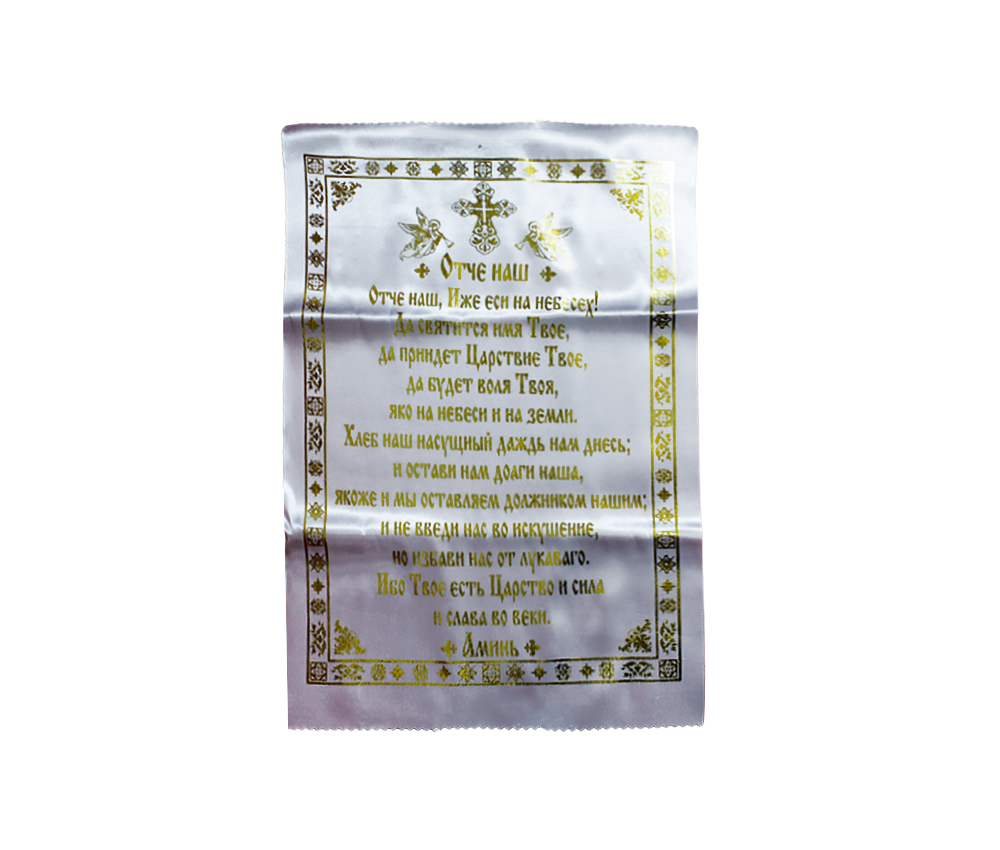 Отче наш
Отче наш, Иже еси на небесех!
Да святится имя Твое,
да приидет Царствие Твое,
да будет воля Твоя,
яко на небеси и на земли.
Хлеб наш насущный даждь нам днесь;
и остави нам долги наша,
якоже и мы оставляем должником нашим;
и не введи нас во искушение,
но избави нас от лукаваго.
Ибо Твое есть Царство и сила
и слава во веки.
Аминь